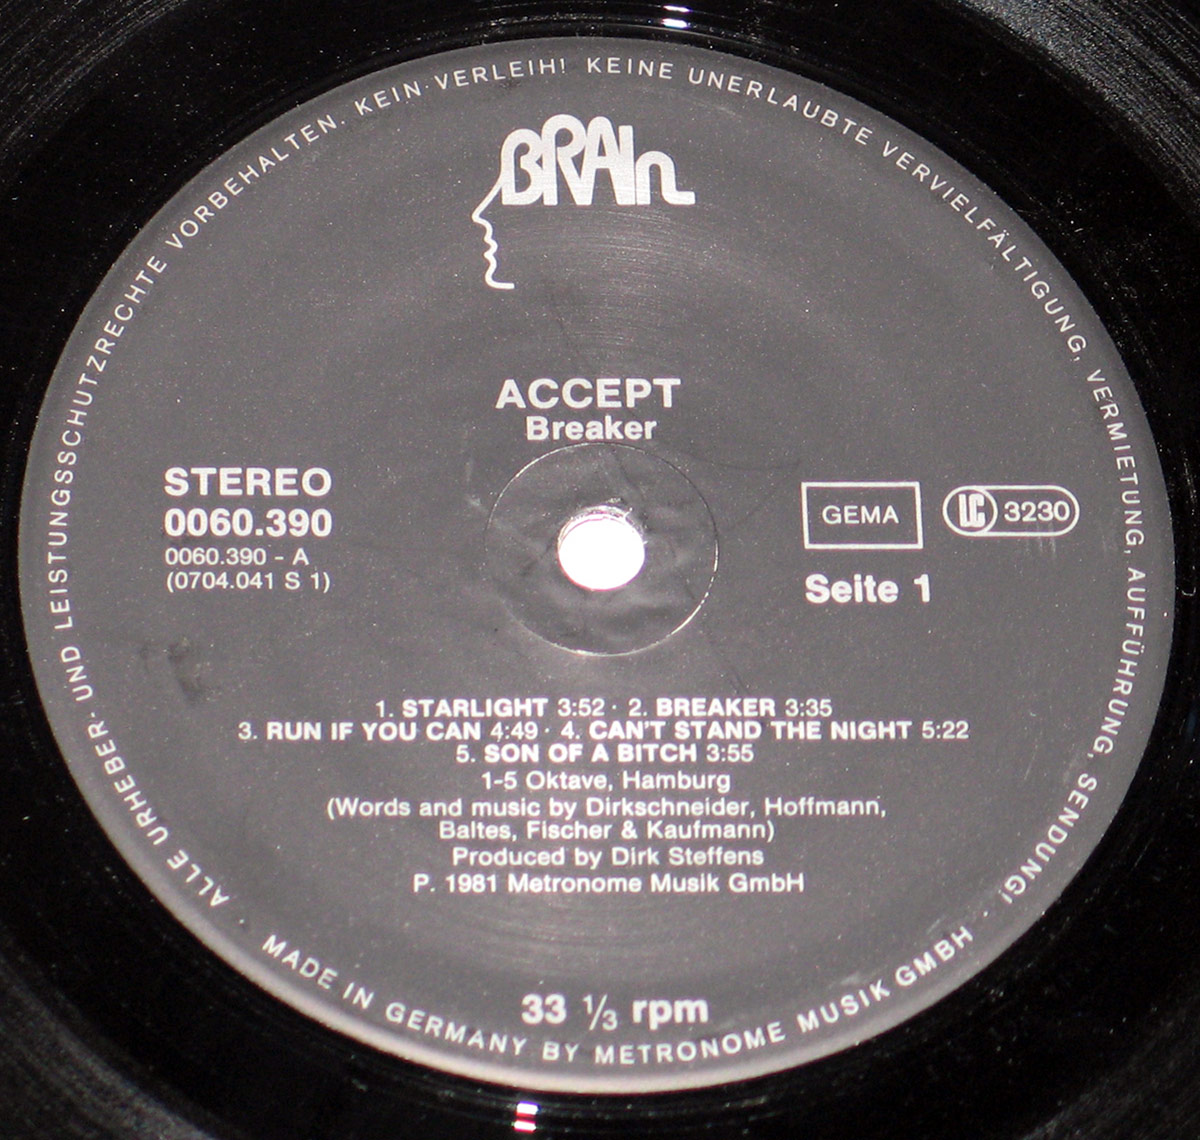 BRAIn
ACCEPT
Breaker
STEREO
0060.390
0060.390 - A
(0704.041 S 1)
GEMA
LC 3230
Seite 1
1. STARLIGHT 3:52 · 2. BREAKER 3:35
3. RUN IF YOU CAN 4:49 · 4. CAN'T STAND THE NIGHT 5:22
5. SON OF A BITCH 3:55
1-5 Oktave, Hamburg
(Words and music by Dirkschneider, Hoffmann,
Baltes, Fischer & Kaufmann)
Produced by Dirk Steffens
P. 1981 Metronome Musik GmbH
33 ⅓ rpm
ALLE URHEBER- UND LEISTUNGSSCHUTZRECHTE VORBEHALTEN. KEIN VERLEIH! KEINE UNERLAUBTE VERVIELFÄLTIGUNG, VERMIETUNG, AUFFÜHRUNG, SENDUNG! ·
MADE IN GERMANY BY METRONOME MUSIK GMBH ·